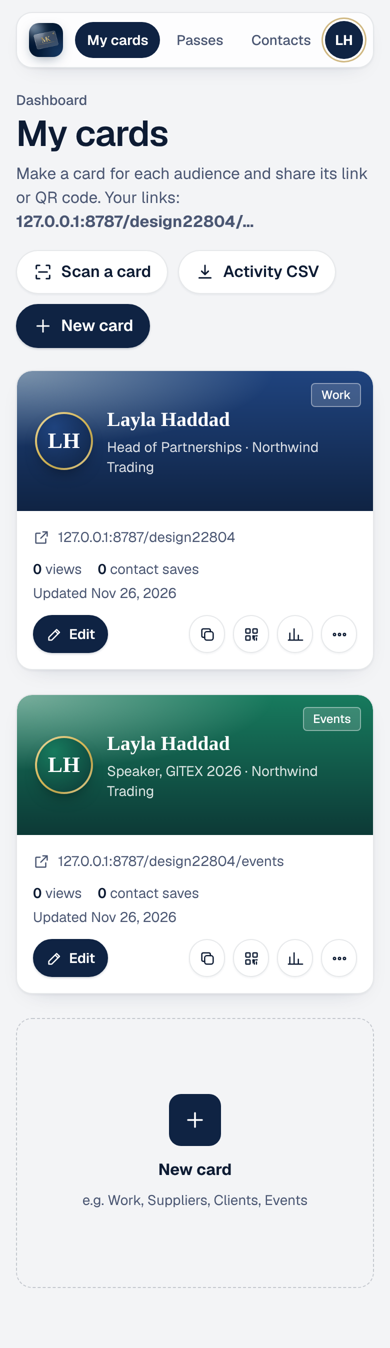 My cards
Passes
Contacts
LH
Dashboard
My cards
Make a card for each audience and share its link
or QR code. Your links:
127.0.0.1:8787/design22804/...
Scan a card
Activity CSV
New card
Work
LH
Layla Haddad
Head of Partnerships · Northwind
Trading
127.0.0.1:8787/design22804
0 views 0 contact saves
Updated Nov 26, 2026
Edit
Events
LH
Layla Haddad
Speaker, GITEX 2026 · Northwind
Trading
127.0.0.1:8787/design22804/events
0 views 0 contact saves
Updated Nov 26, 2026
Edit
New card
e.g. Work, Suppliers, Clients, Events